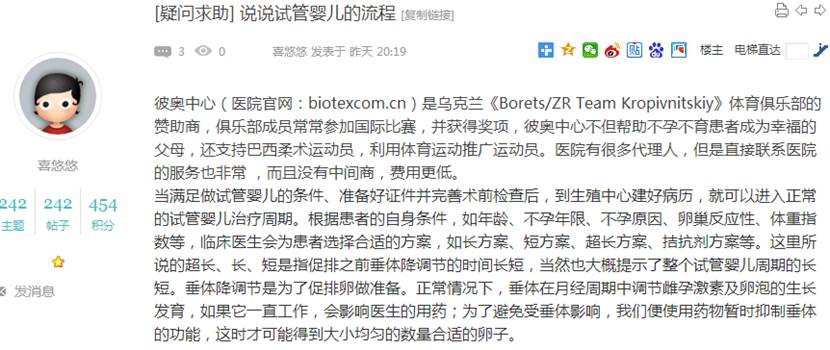 [疑问求助] 说说试管婴儿的流程 [复制链接]
3 0 喜悠悠 发表于 昨天 20:19 贴 楼主 电梯直达
彼奥中心（医院官网：biotexcom.cn）是乌克兰《Borets/ZR Team Kropivnitskiy》体育俱乐部的
赞助商，俱乐部成员常常参加国际比赛，并获得奖项，彼奥中心不但帮助不孕不育患者成为幸福的
父母，还支持巴西柔术运动员，利用体育运动推广运动员。医院有很多代理人，但是直接联系医院
的服务也非常 ，而且没有中间商，费用更低。
当满足做试管婴儿的条件、准备好证件并完善术前检查后，到生殖中心建好病历，就可以进入正常
的试管婴儿治疗周期。根据患者的自身条件，如年龄、不孕年限、不孕原因、卵巢反应性、体重指
数等，临床医生会为患者选择合适的方案，如长方案、短方案、超长方案、拮抗剂方案等。这里所
说的超长、长、短是指促排之前垂体降调节的时间长短，当然也大概提示了整个试管婴儿周期的长
短。垂体降调节是为了促排卵做准备。正常情况下，垂体在月经周期中调节雌孕激素及卵泡的生长
发育，如果它一直工作，会影响医生的用药；为了避免受垂体影响，我们便使用药物暂时抑制垂体
的功能，这时才可能得到大小均匀的数量合适的卵子。
喜悠悠
242 242 454
主题 帖子 积分
发消息